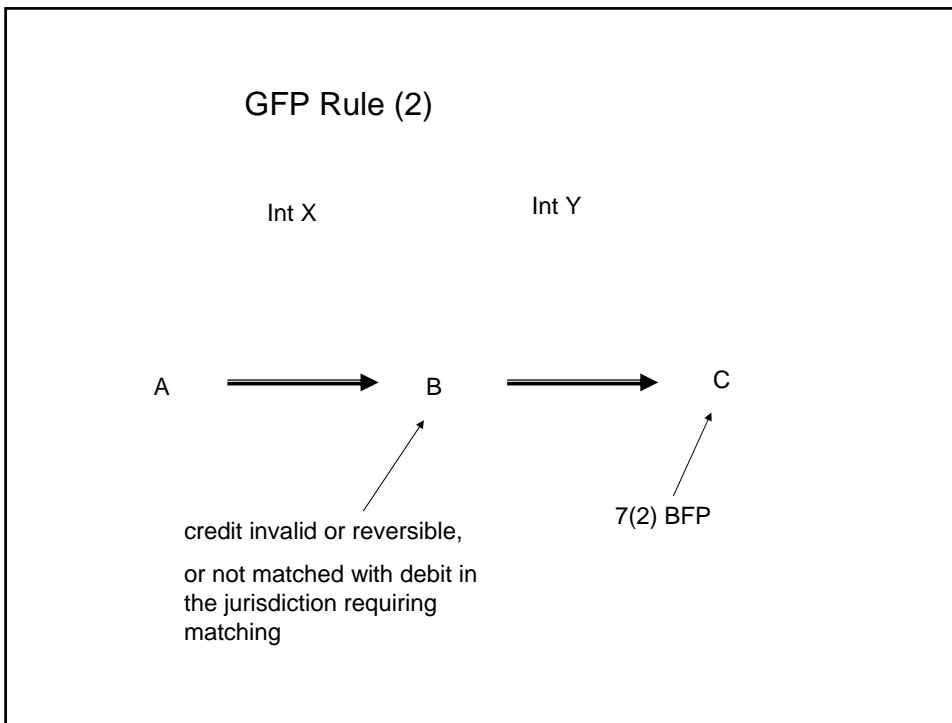 GFP Rule (2)
Int X
Int Y
A
B
C
credit invalid or reversible,
or not matched with debit in
the jurisdiction requiring
matching
7(2) BFP